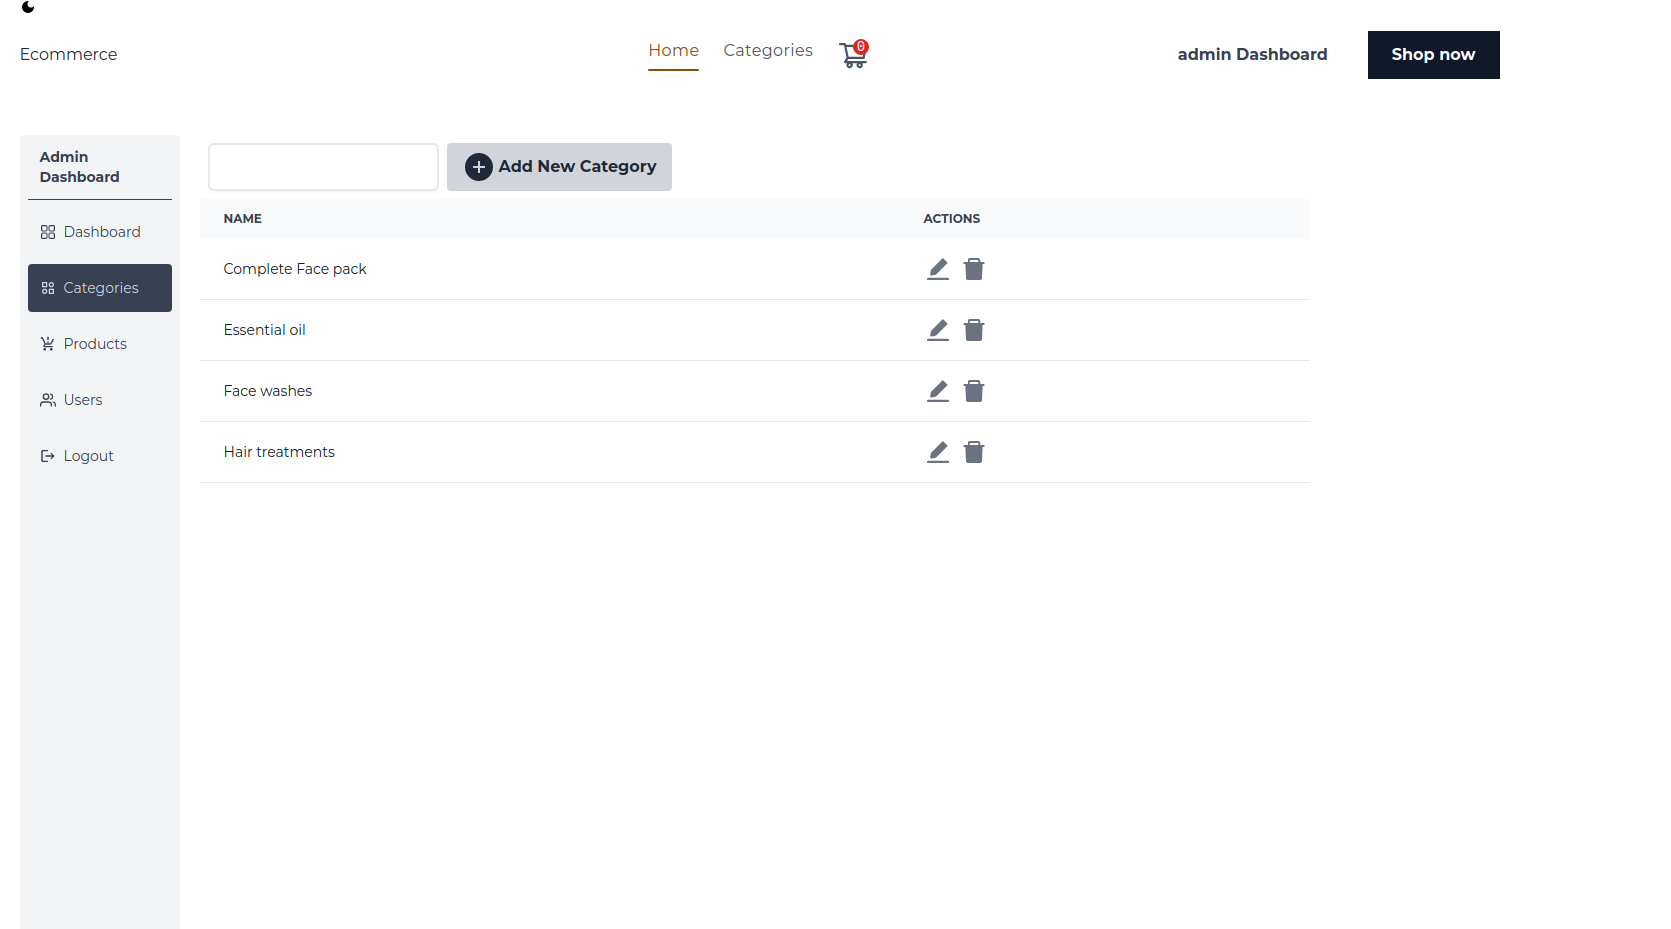 Ecommerce
Home Categories 0
admin Dashboard
Shop now
Admin
Dashboard
Dashboard
Categories
Products
Users
Logout
Add New Category
NAME ACTIONS
Complete Face pack
Essential oil
Face washes
Hair treatments